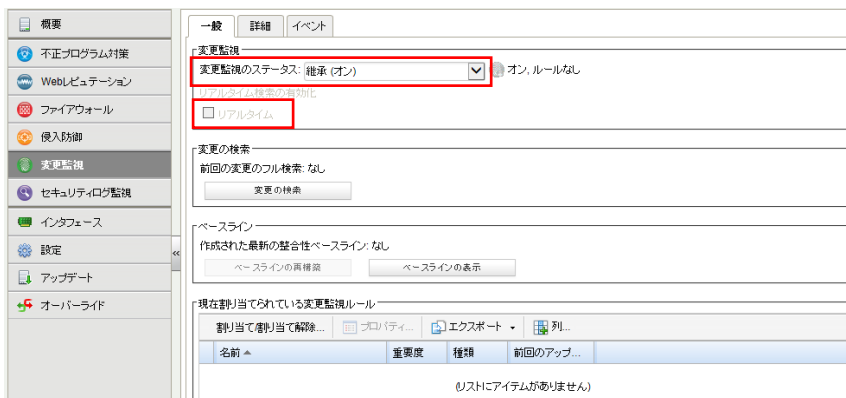 概要
不正プログラム対策
Webレピュテーション
ファイアウォール
侵入防御
変更監視
セキュリティログ監視
インタフェース
設定
アップデート
オーバーライド
«
一般 詳細 イベント
変更監視
変更監視のステータス: 継承 (オン) オン, ルールなし
リアルタイム検索の有効化
リアルタイム
変更の検索
前回の変更のフル検索: なし
変更の検索
ベースライン
作成された最新の整合性ベースライン: なし
ベースラインの再構築 ベースラインの表示
現在割り当てられている変更監視ルール
割り当て/割り当て解除... プロパティ... エクスポート 列...
名前 重要度 種類 前回のアップ...
(リストにアイテムがありません)